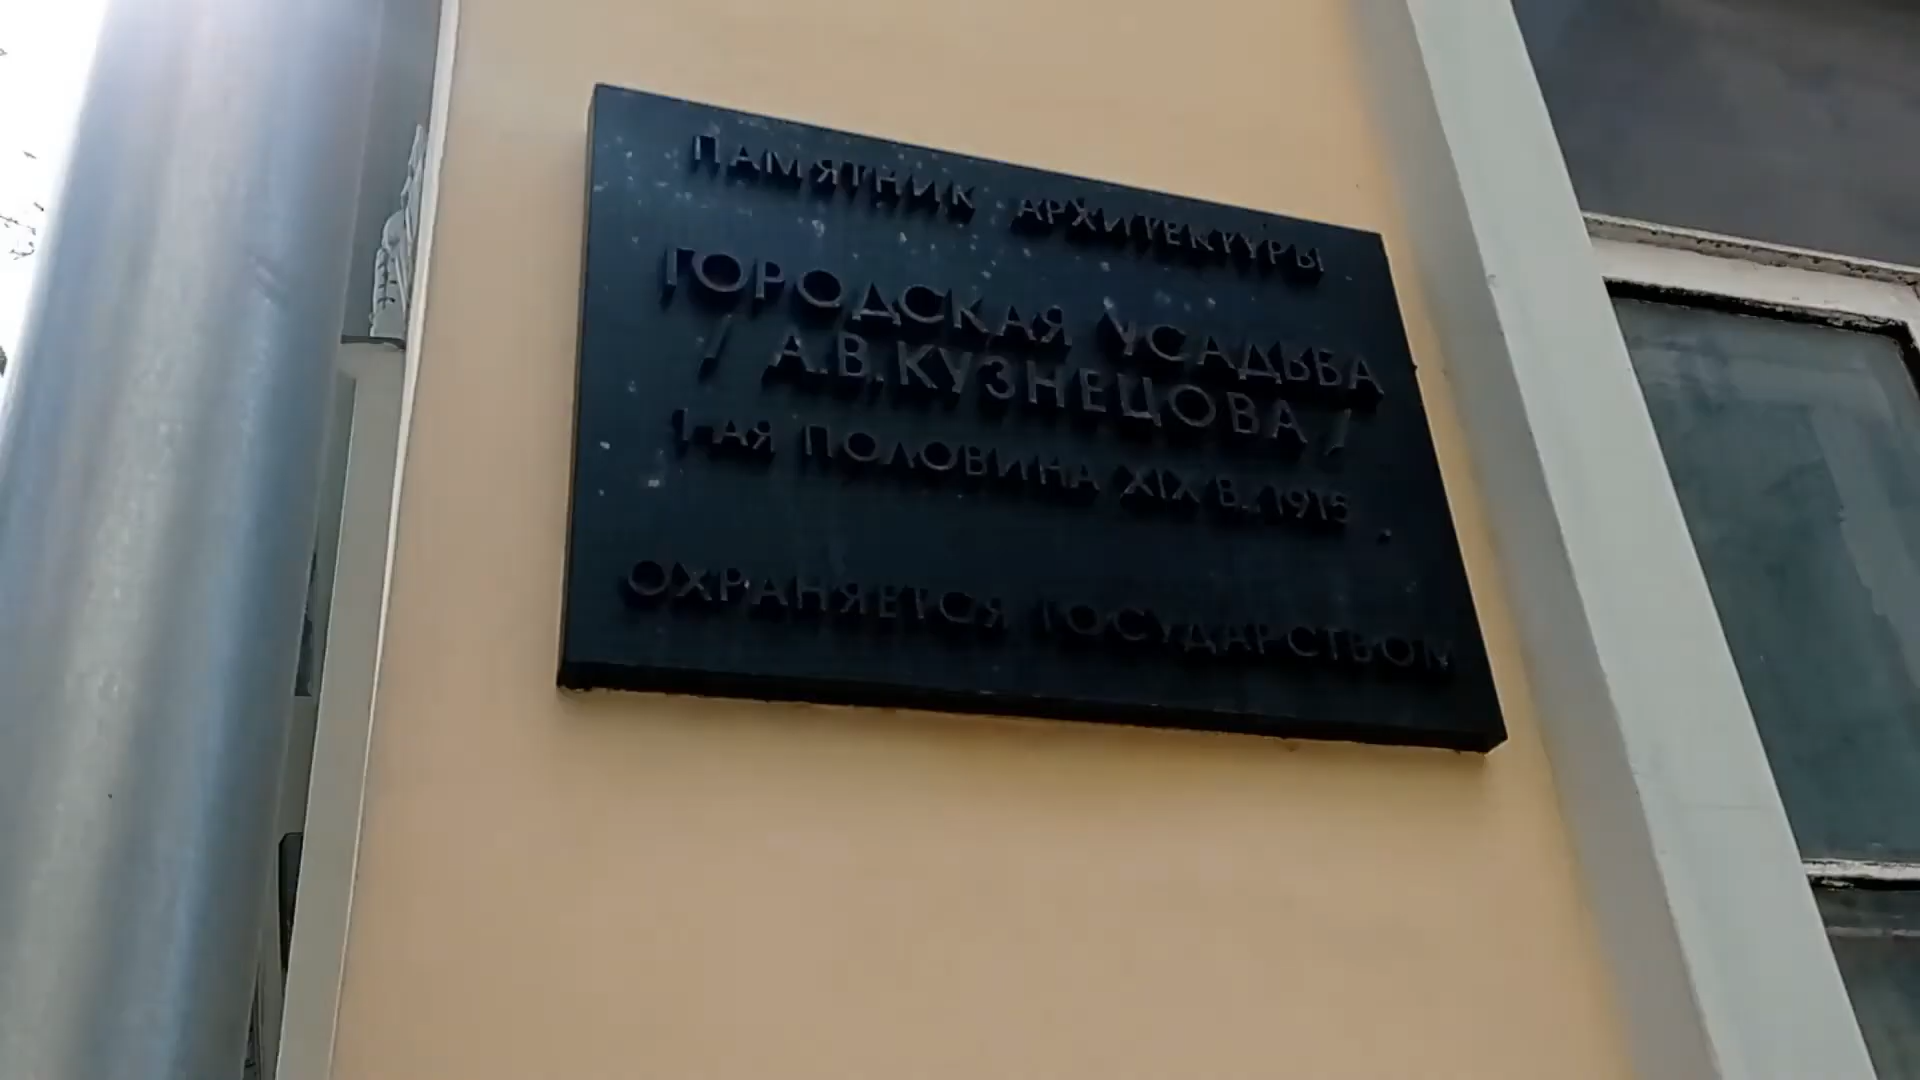 ПАМЯТНИК АРХИТЕКТУРЫ
ГОРОДСКАЯ УСАДЬБА
/ А.В.КУЗНЕЦОВА /
1-АЯ ПОЛОВИНА XIX В., 1915
ОХРАНЯЕТСЯ ГОСУДАРСТВОМ